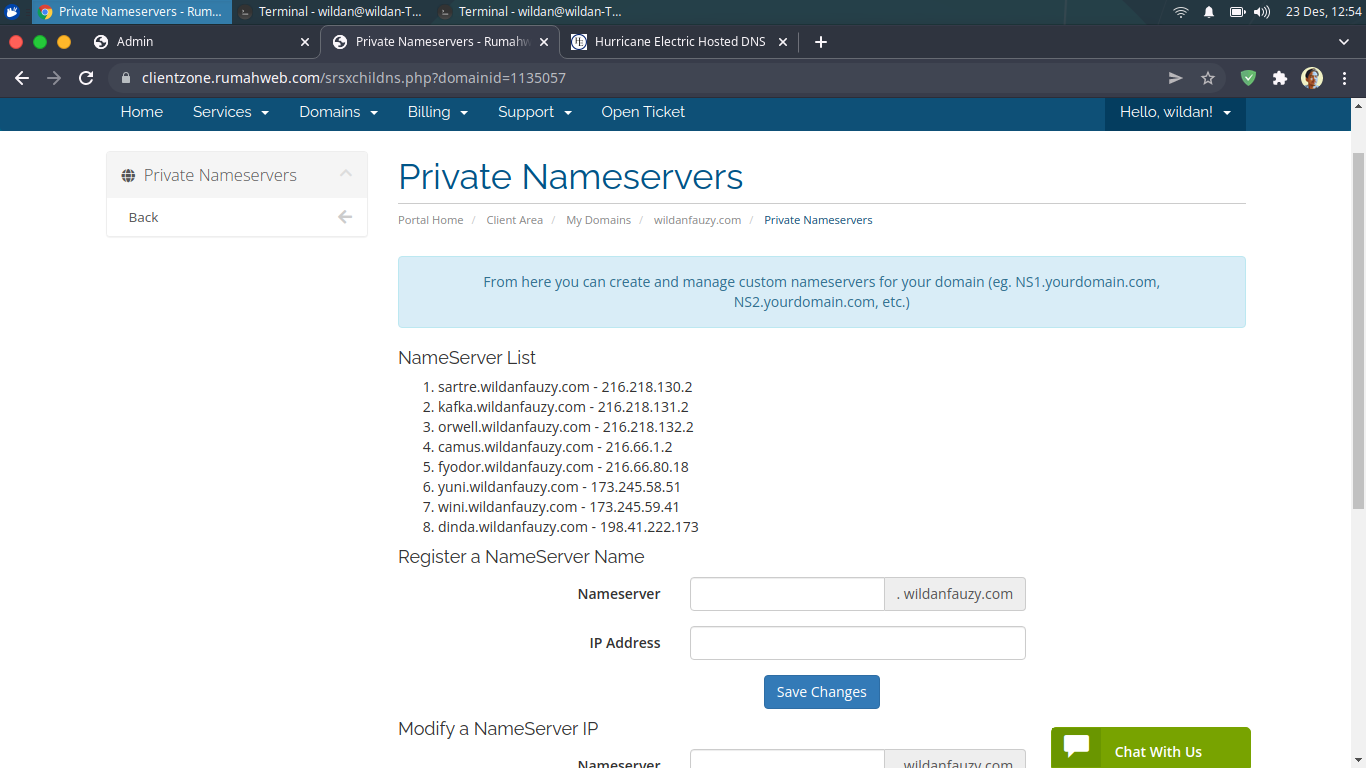 Private Nameservers - Rum...
Terminal - wildan@wildan-T...
Terminal - wildan@wildan-T...
23 Des, 12:54
Admin
Private Nameservers - Rumahw
Hurricane Electric Hosted DNS
clientzone.rumahweb.com/srsxchildns.php?domainid=1135057
Home
Services
Domains
Billing
Support
Open Ticket
Hello, wildan!
Private Nameservers
Back
Private Nameservers
Portal Home / Client Area / My Domains / wildanfauzy.com / Private Nameservers
From here you can create and manage custom nameservers for your domain (eg. NS1.yourdomain.com,
NS2.yourdomain.com, etc.)
NameServer List
1. sartre.wildanfauzy.com - 216.218.130.2
2. kafka.wildanfauzy.com - 216.218.131.2
3. orwell.wildanfauzy.com - 216.218.132.2
4. camus.wildanfauzy.com - 216.66.1.2
5. fyodor.wildanfauzy.com - 216.66.80.18
6. yuni.wildanfauzy.com - 173.245.58.51
7. wini.wildanfauzy.com - 173.245.59.41
8. dinda.wildanfauzy.com - 198.41.222.173
Register a NameServer Name
Nameserver
. wildanfauzy.com
IP Address
Save Changes
Modify a NameServer IP
Nameserver
. wildanfauzy.com
Chat With Us